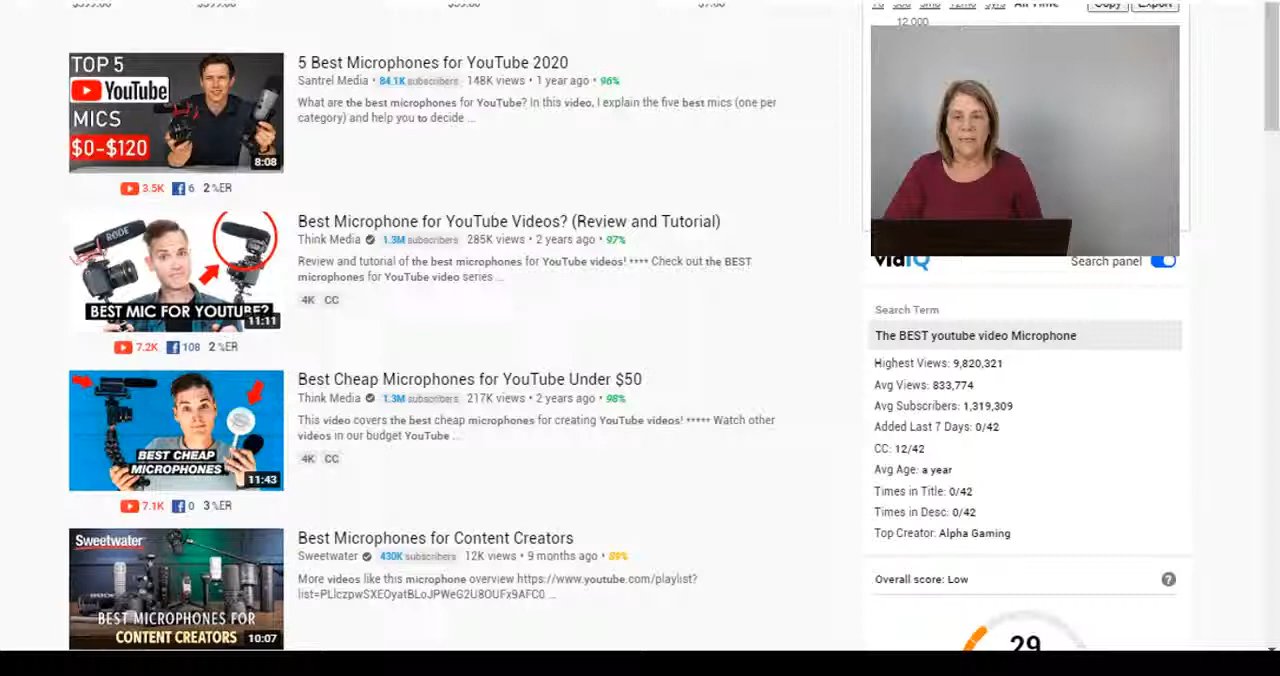 $399.00 $399.00 $59.00 $7.00
All Time Copy Export
12,000
TOP 5
YouTube
MICS
$0-$120
8:08
5 Best Microphones for YouTube 2020
Santrel Media • 84.1K subscribers 148K views • 1 year ago • 96%
What are the best microphones for YouTube? In this video, I explain the five best mics (one per
category) and help you to decide ...
3.5K 6 2 %ER
RODE
BEST MIC FOR YOUTUBE?
11:11
Best Microphone for YouTube Videos? (Review and Tutorial)
Think Media 1.3M subscribers 285K views • 2 years ago • 97%
Review and tutorial of the best microphones for YouTube videos! **** Check out the BEST
microphones for YouTube video series ...
4K CC
7.2K 108 2 %ER
BEST CHEAP
MICROPHONES
11:43
Best Cheap Microphones for YouTube Under $50
Think Media 1.3M subscribers 217K views • 2 years ago • 98%
This video covers the best cheap microphones for creating YouTube videos! ***** Watch other
videos in our budget YouTube ...
4K CC
7.1K 0 3 %ER
Sweetwater
BEST MICROPHONES FOR
CONTENT CREATORS
10:07
Best Microphones for Content Creators
Sweetwater 430K subscribers 12K views • 9 months ago • 89%
More videos like this microphone overview https://www.youtube.com/playlist?
list=PLlczpwSXEOyatBLoJPWeG2U8OUFx9AFC0 ...
vidIQ Search panel
Search Term
The BEST youtube video Microphone
Highest Views: 9,820,321
Avg Views: 833,774
Avg Subscribers: 1,319,309
Added Last 7 Days: 0/42
CC: 12/42
Avg Age: a year
Times in Title: 0/42
Times in Desc: 0/42
Top Creator: Alpha Gaming
Overall score: Low ?
29